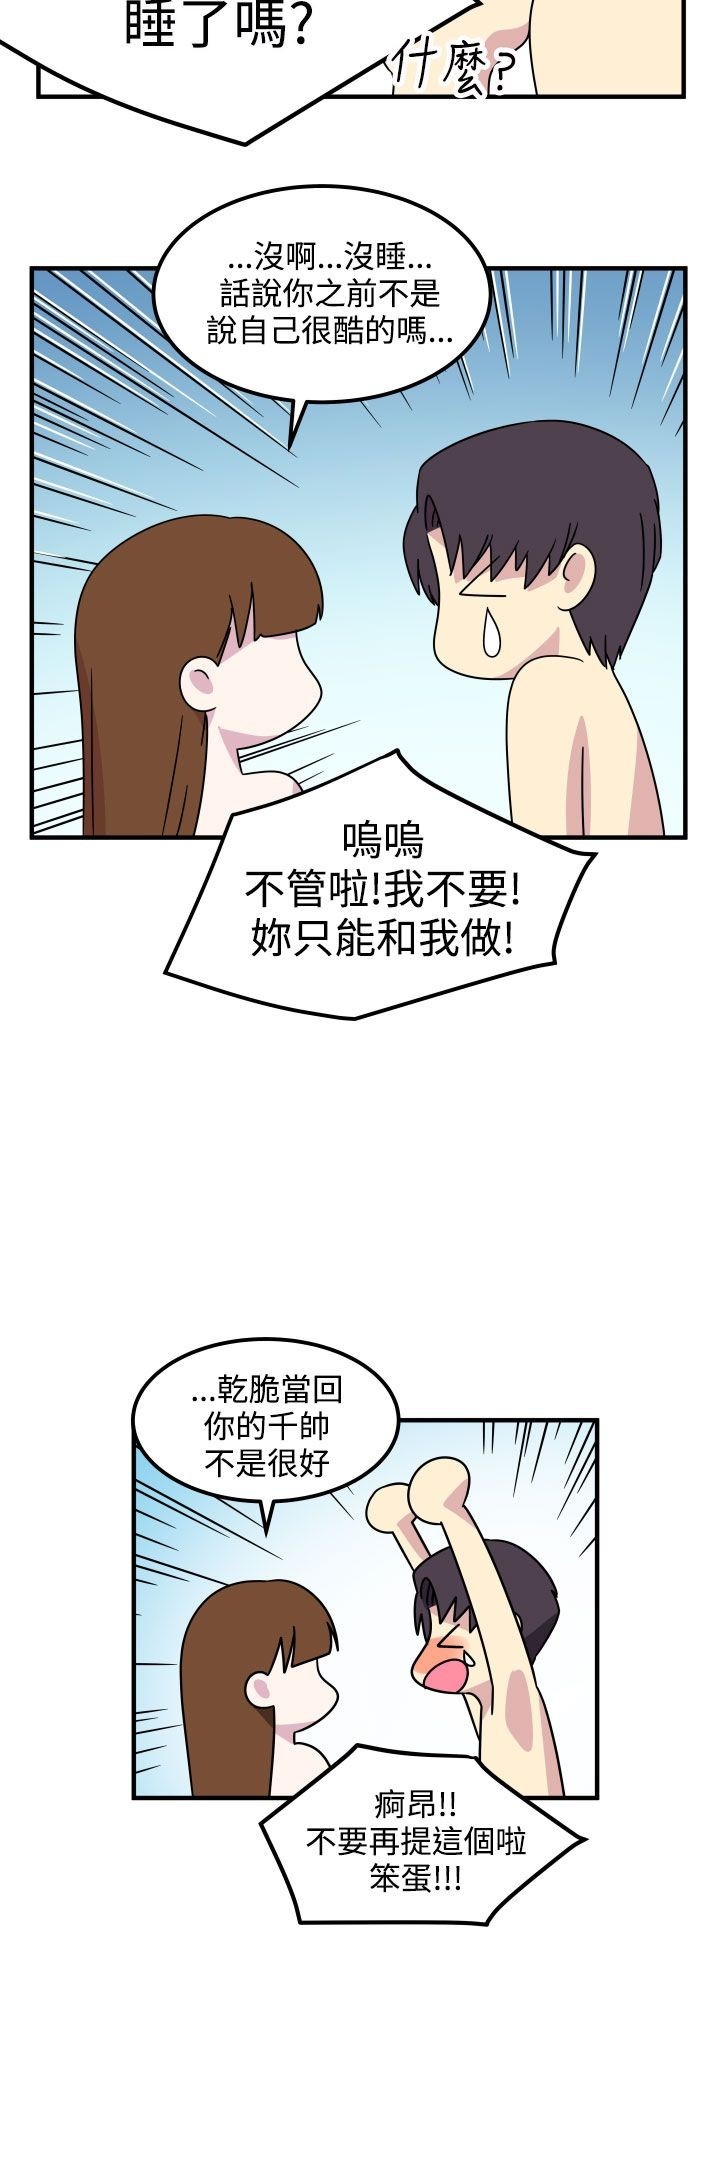 睡了嗎?
什麼?
...沒啊...沒睡...
話說你之前不是
說自己很酷的嗎...
嗚嗚
不管啦!我不要!
妳只能和我做!
...乾脆當回
你的千帥
不是很好
痾昂!!
不要再提這個啦
笨蛋!!!